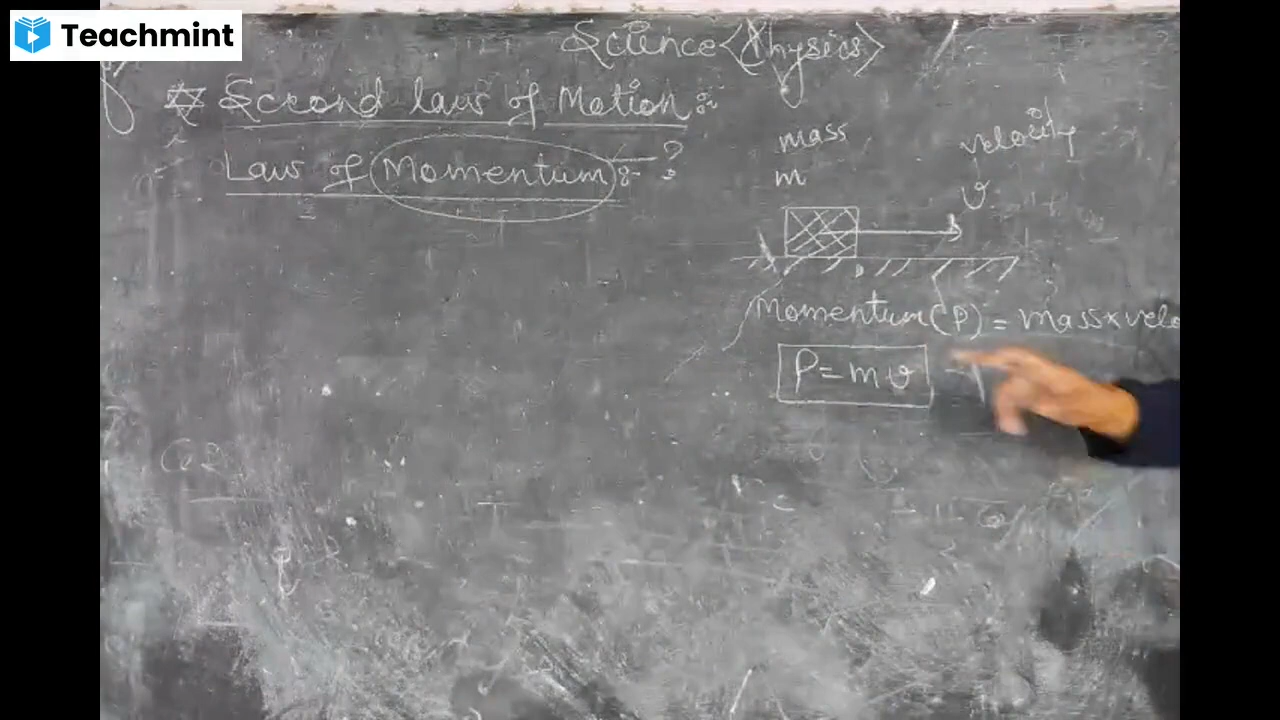 Teachmint
Science <Physics>
Second law of Motion :-
Law of Momentum :- ?
mass
velocity
m
v
Momentum (P) = mass x velo
P = mv